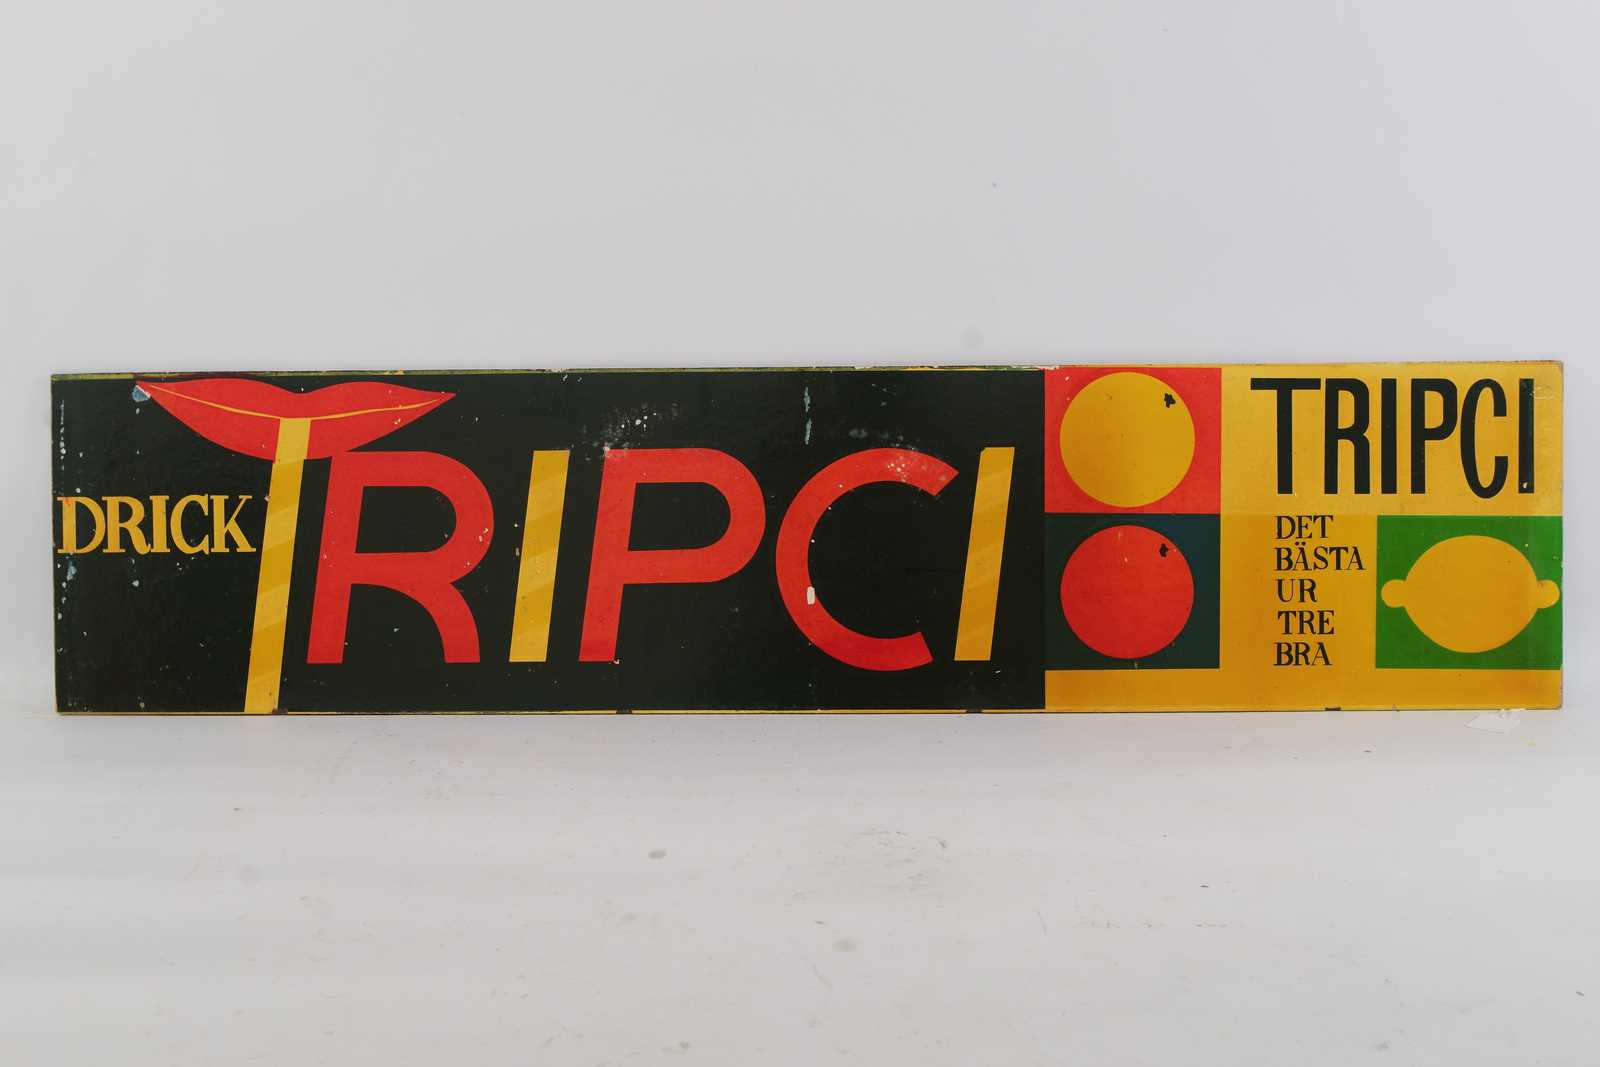 DRICK TRIPCI
TRIPCI
DET
BÄSTA
UR
TRE
BRA